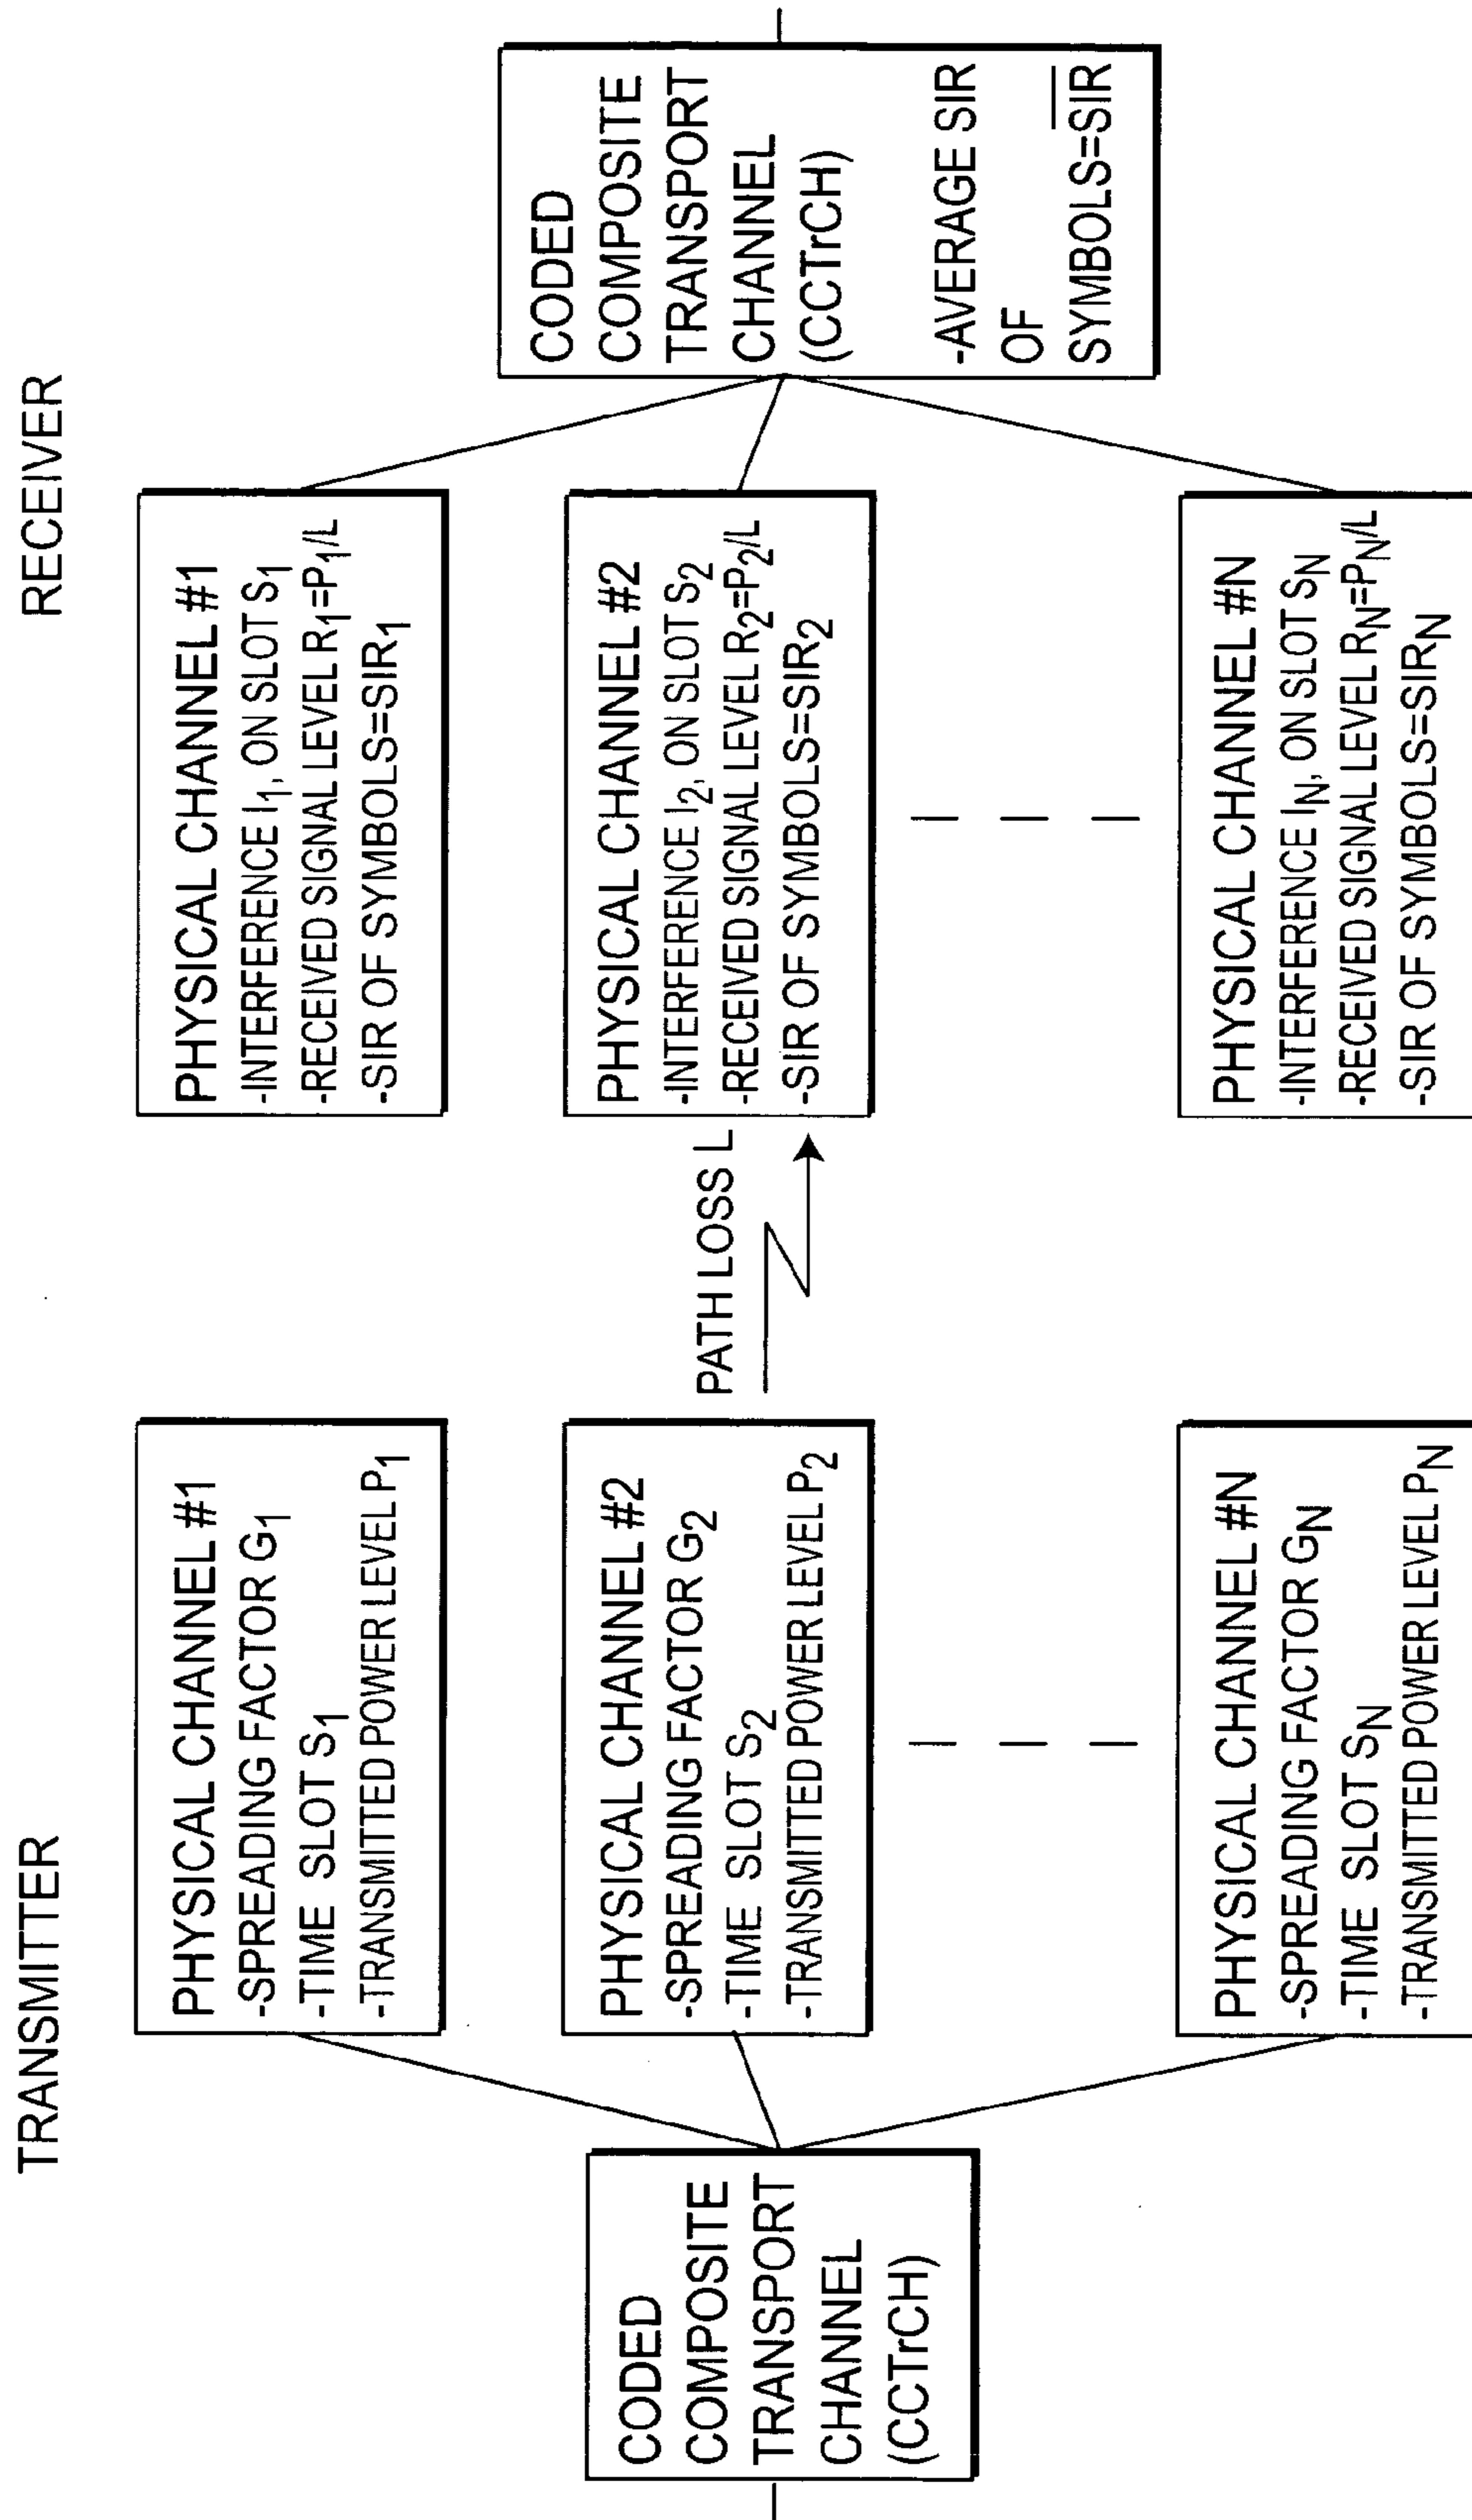 TRANSMITTER
RECEIVER
CODED
COMPOSITE
TRANSPORT
CHANNEL
(CCTrCH)
PHYSICAL CHANNEL #1
-SPREADING FACTOR G1
-TIME SLOT S1
-TRANSMITTED POWER LEVEL P1
PHYSICAL CHANNEL #2
-SPREADING FACTOR G2
-TIME SLOT S2
-TRANSMITTED POWER LEVEL P2
PHYSICAL CHANNEL #N
-SPREADING FACTOR GN
-TIME SLOT SN
-TRANSMITTED POWER LEVEL PN
PATH LOSS L
PHYSICAL CHANNEL #1
-INTERFERENCE I1, ON SLOT S1
-RECEIVED SIGNAL LEVEL R1=P1/L
-SIR OF SYMBOLS=SIR1
PHYSICAL CHANNEL #2
-INTERFERENCE I2, ON SLOT S2
-RECEIVED SIGNAL LEVEL R2=P2/L
-SIR OF SYMBOLS=SIR2
PHYSICAL CHANNEL #N
-INTERFERENCE IN, ON SLOT SN
-RECEIVED SIGNAL LEVEL RN=PN/L
-SIR OF SYMBOLS=SIRN
CODED
COMPOSITE
TRANSPORT
CHANNEL
(CCTrCH)
-AVERAGE SIR
OF
SYMBOLS=S̅I̅R̅